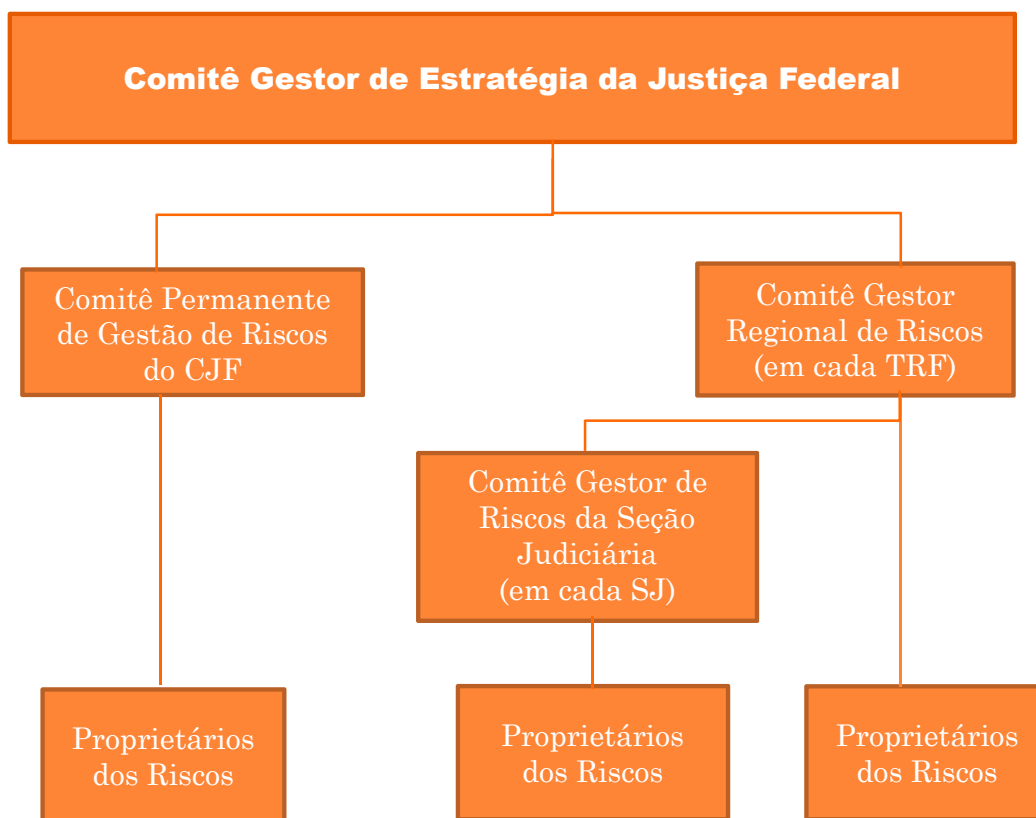 Comitê Gestor de Estratégia da Justiça Federal
Comitê Permanente
de Gestão de Riscos
do CJF
Comitê Gestor
Regional de Riscos
(em cada TRF)
Comitê Gestor de
Riscos da Seção
Judiciária
(em cada SJ)
Proprietários
dos Riscos
Proprietários
dos Riscos
Proprietários
dos Riscos